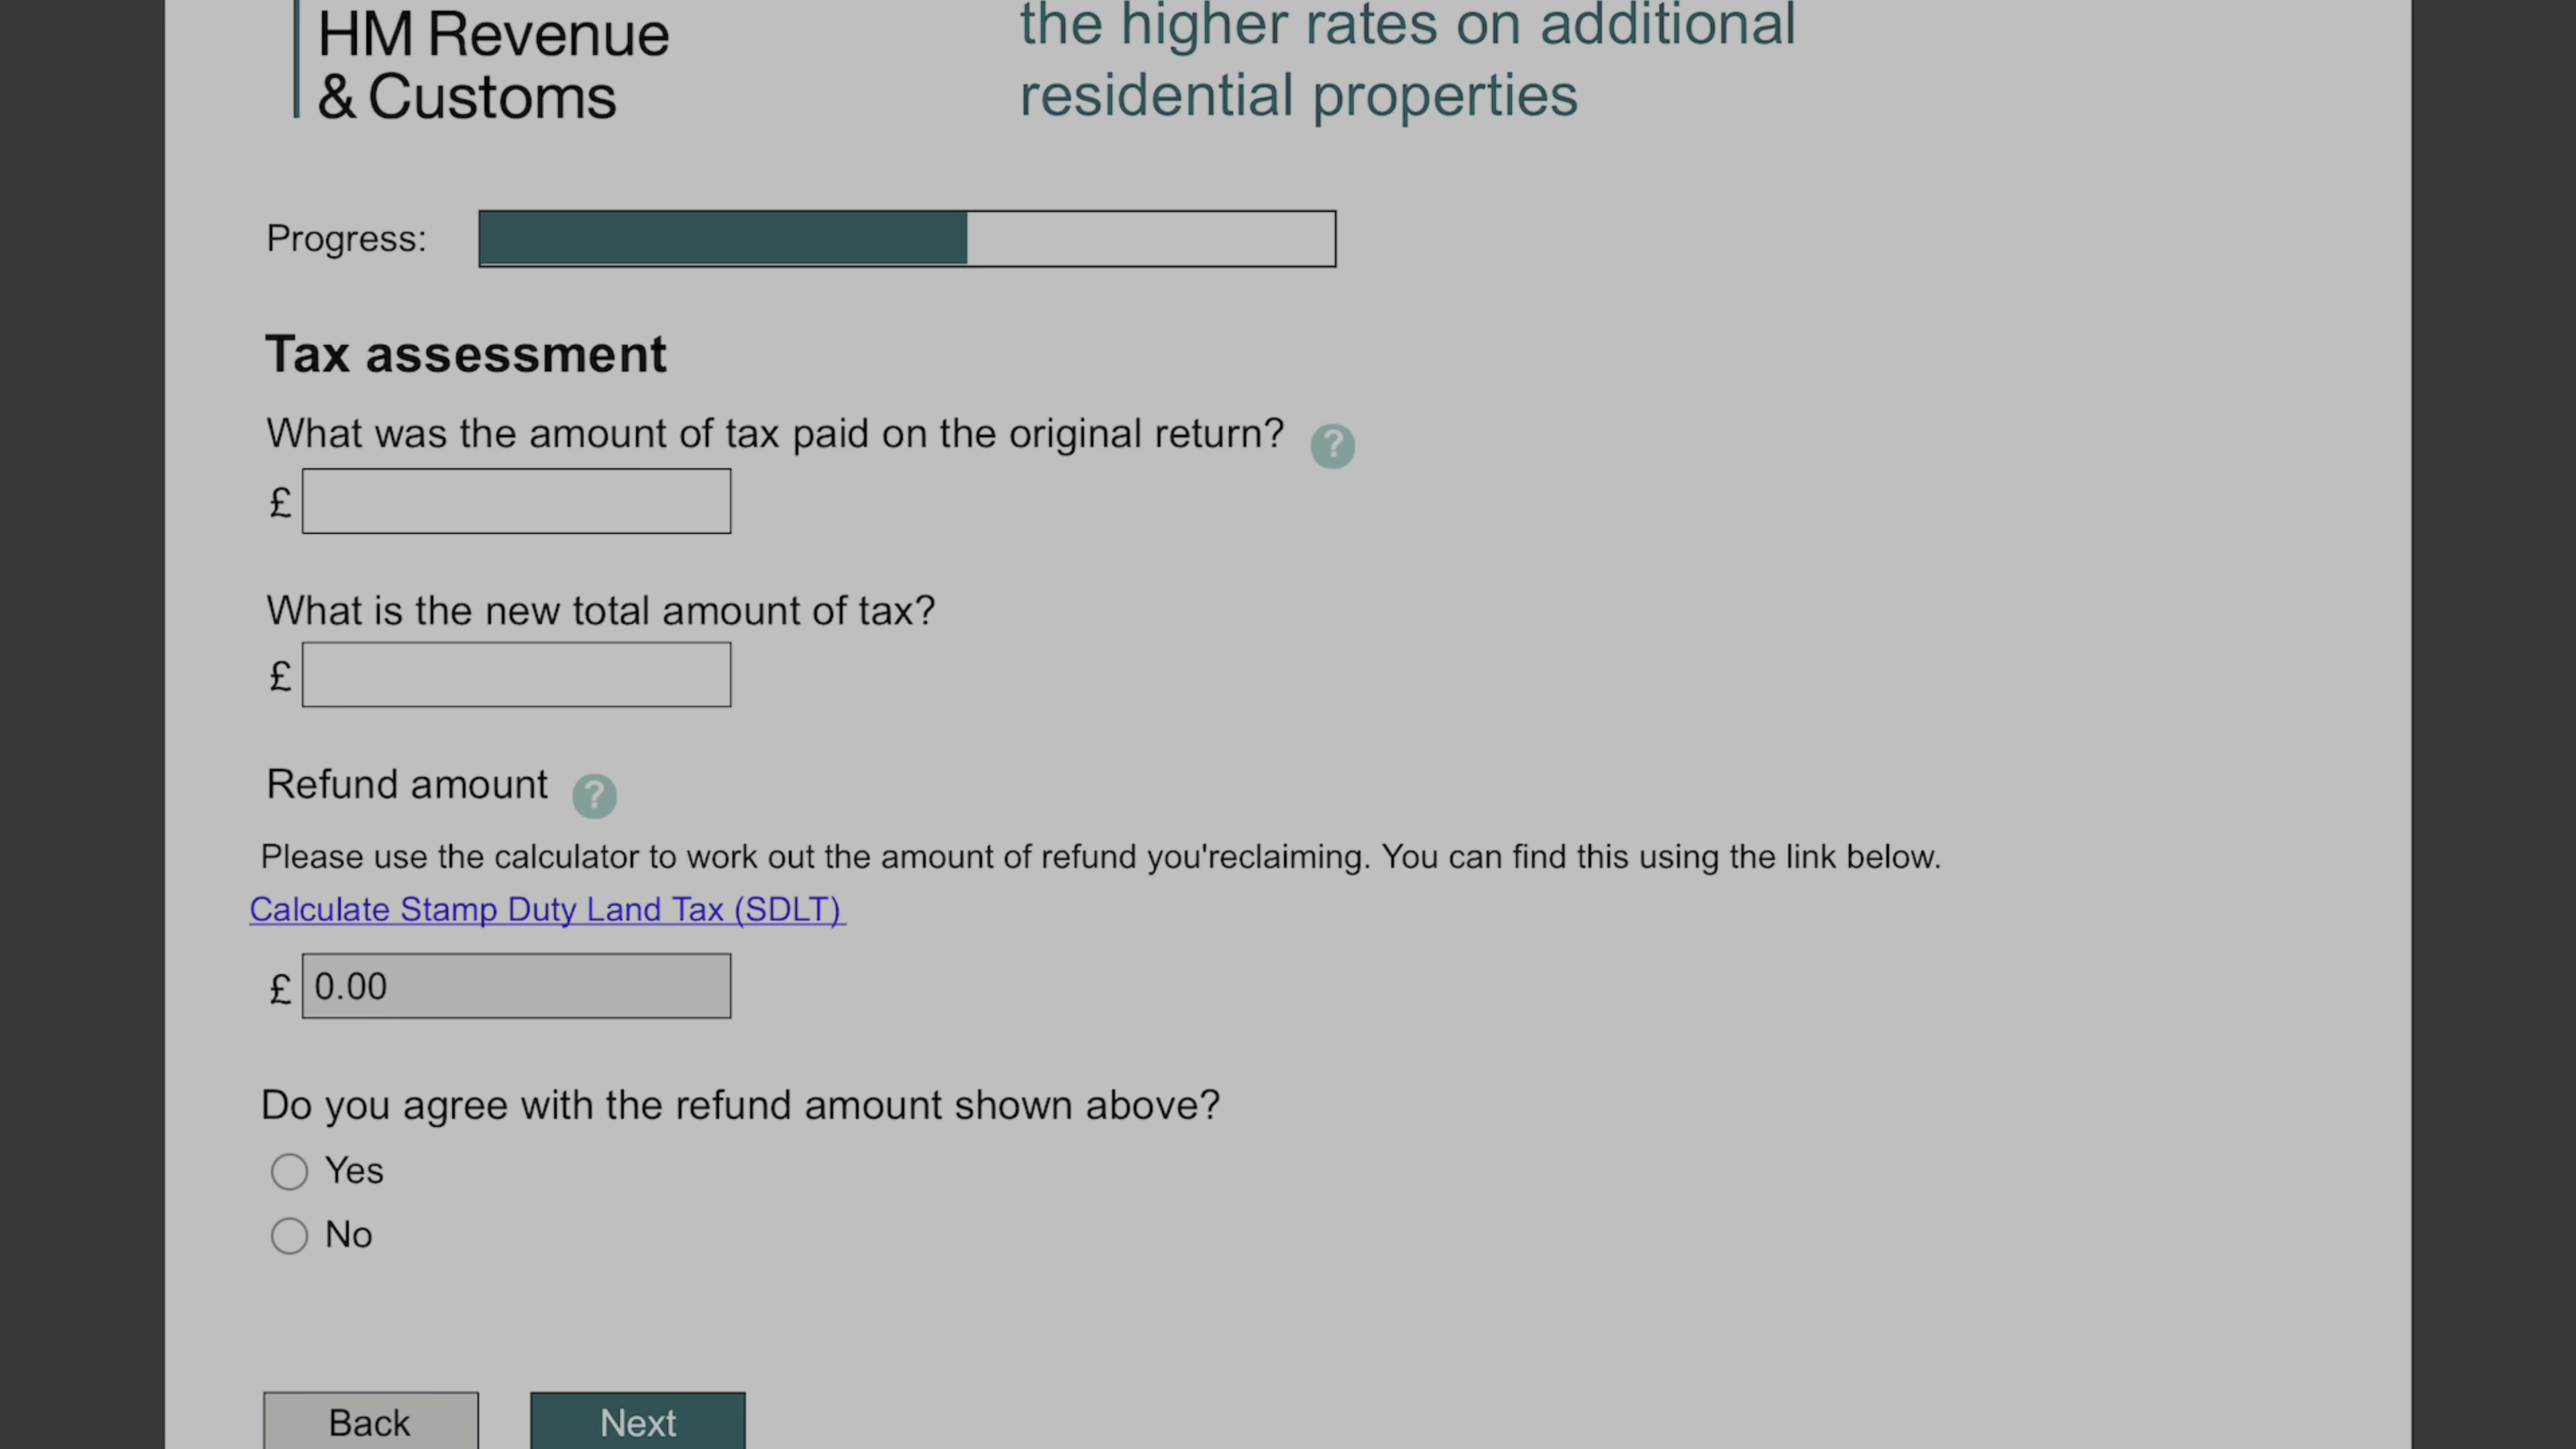 HM Revenue
& Customs
the higher rates on additional
residential properties
Progress:
Tax assessment
What was the amount of tax paid on the original return? ?
£
What is the new total amount of tax?
£
Refund amount ?
Please use the calculator to work out the amount of refund you'reclaiming. You can find this using the link below.
Calculate Stamp Duty Land Tax (SDLT)
£ 0.00
Do you agree with the refund amount shown above?
Yes
No
Back Next